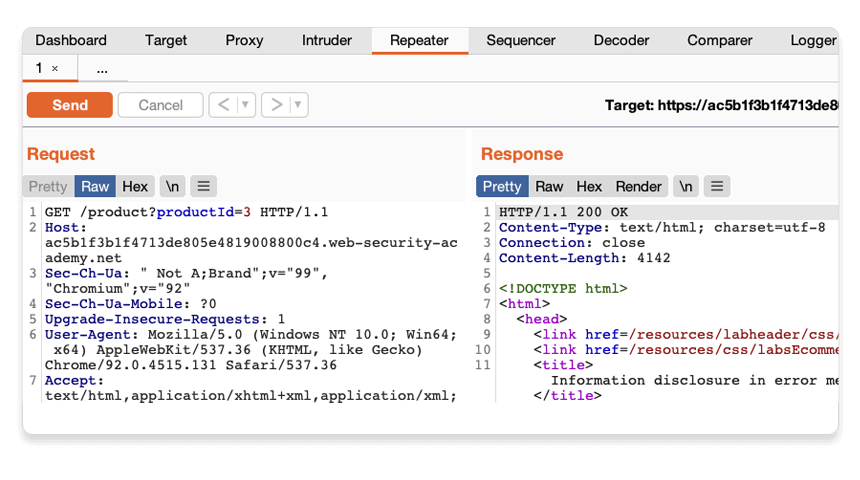 Dashboard Target Proxy Intruder Repeater Sequencer Decoder Comparer Logger
1 × ...
Send Cancel < ▼ > ▼ Target: https://ac5b1f3b1f4713de8
Request
Pretty Raw Hex \n ≡
1 GET /product?productId=3 HTTP/1.1
2 Host:
ac5b1f3b1f4713de805e4819008800c4.web-security-ac
ademy.net
3 Sec-Ch-Ua: " Not A;Brand";v="99",
"Chromium";v="92"
4 Sec-Ch-Ua-Mobile: ?0
5 Upgrade-Insecure-Requests: 1
6 User-Agent: Mozilla/5.0 (Windows NT 10.0; Win64;
x64) AppleWebKit/537.36 (KHTML, like Gecko)
Chrome/92.0.4515.131 Safari/537.36
7 Accept:
text/html,application/xhtml+xml,application/xml;
Response
Pretty Raw Hex Render \n ≡
1 HTTP/1.1 200 OK
2 Content-Type: text/html; charset=utf-8
3 Connection: close
4 Content-Length: 4142
5
6 <!DOCTYPE html>
7 <html>
8 <head>
9 <link href=/resources/labheader/css/
10 <link href=/resources/css/labsEcomme
11 <title>
Information disclosure in error me
</title>